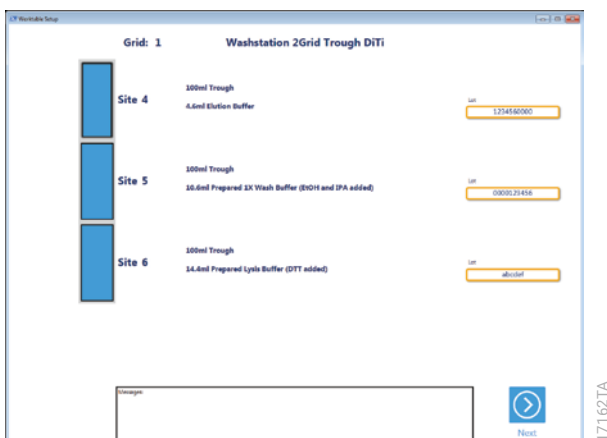 Worktable Setup
Grid: 1 Washstation 2Grid Trough DiTi
Site 4
100ml Trough
4.6ml Elution Buffer
Lot
1234560000
Site 5
100ml Trough
10.6ml Prepared 1X Wash Buffer (EtOH and IPA added)
Lot
0000123456
Site 6
100ml Trough
14.4ml Prepared Lysis Buffer (DTT added)
Lot
abcdef
Messages:
Next
17162TA